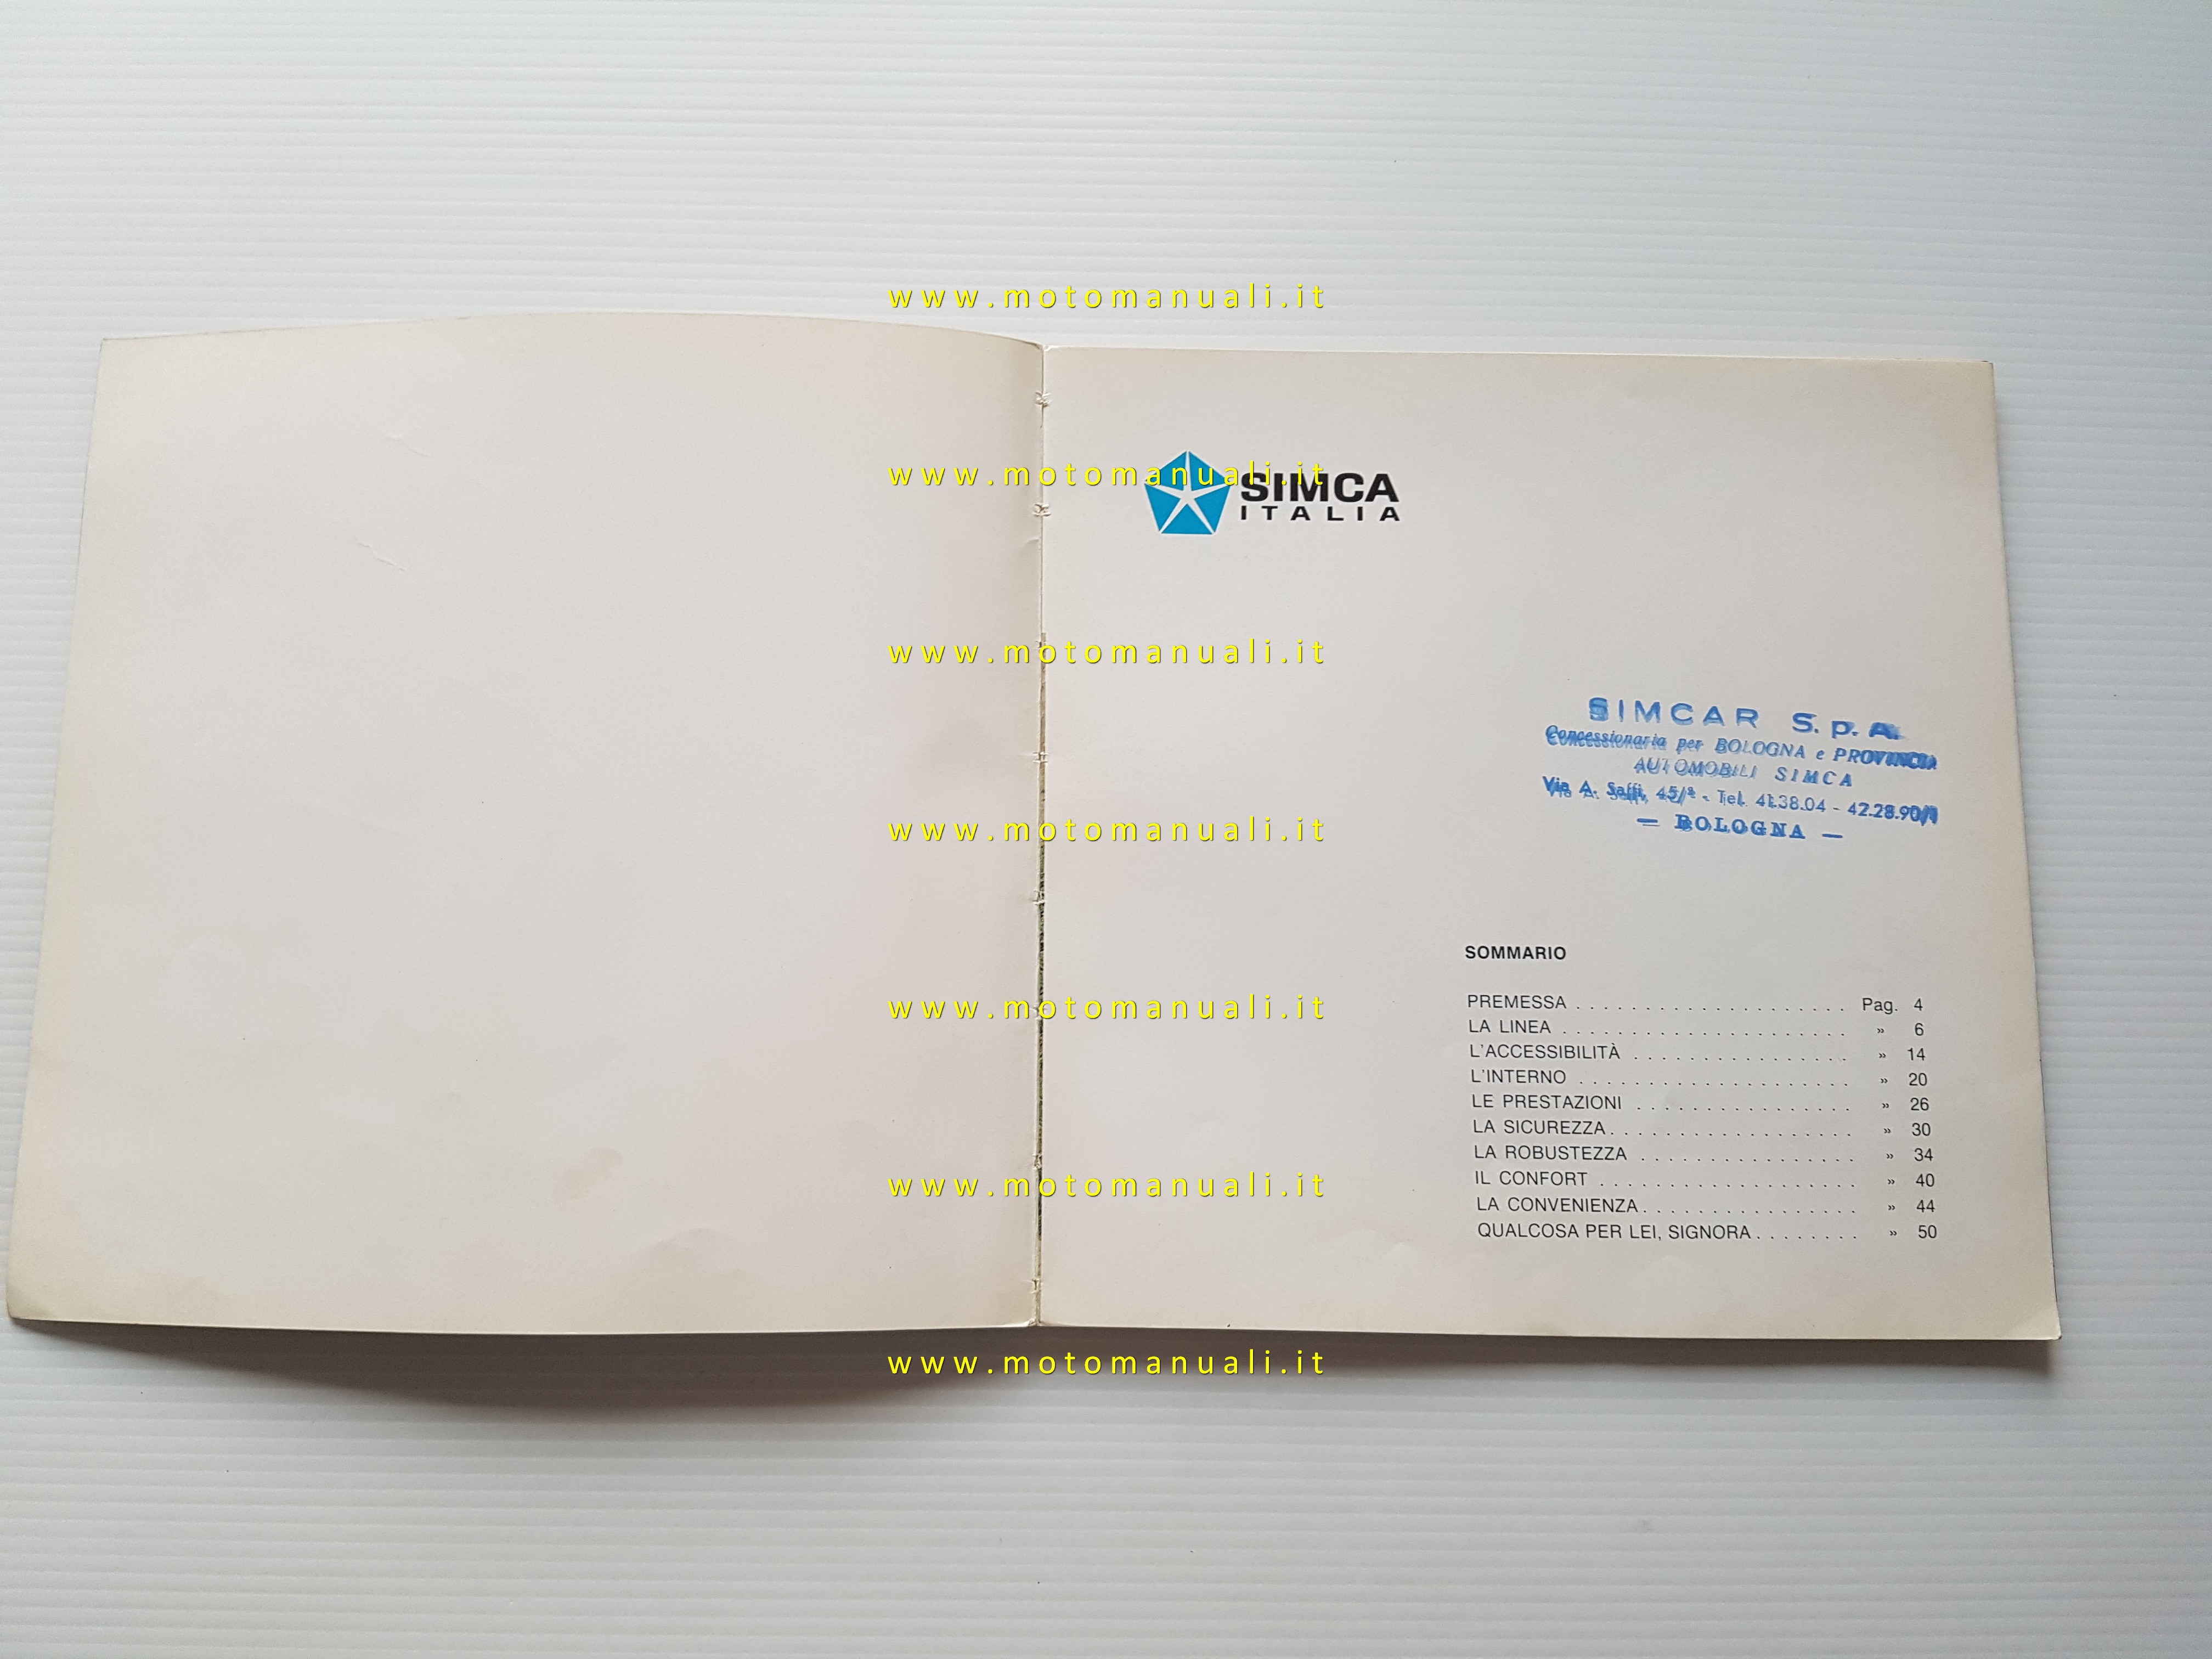 www.motomanuali.it
www.motomanuali.it
SIMCA
ITALIA
www.motomanuali.it
SIMCAR S.p.A.
Concessionaria per BOLOGNA e PROVINCIA
AUTOMOBILI SIMCA
Via A. Saffi, 45/a - Tel. 41.38.04 - 42.28.90/1
— BOLOGNA —
www.motomanuali.it
SOMMARIO
www.motomanuali.it
PREMESSA . . . . . . . . . . . . . . . . . . . . Pag. 4
LA LINEA . . . . . . . . . . . . . . . . . . . . . » 6
L'ACCESSIBILITÀ . . . . . . . . . . . . . . . . » 14
L'INTERNO . . . . . . . . . . . . . . . . . . . . » 20
LE PRESTAZIONI . . . . . . . . . . . . . . . . » 26
LA SICUREZZA . . . . . . . . . . . . . . . . . . » 30
LA ROBUSTEZZA . . . . . . . . . . . . . . . . » 34
IL CONFORT . . . . . . . . . . . . . . . . . . . » 40
LA CONVENIENZA . . . . . . . . . . . . . . . . » 44
QUALCOSA PER LEI, SIGNORA . . . . . . . . » 50
www.motomanuali.it
www.motomanuali.it